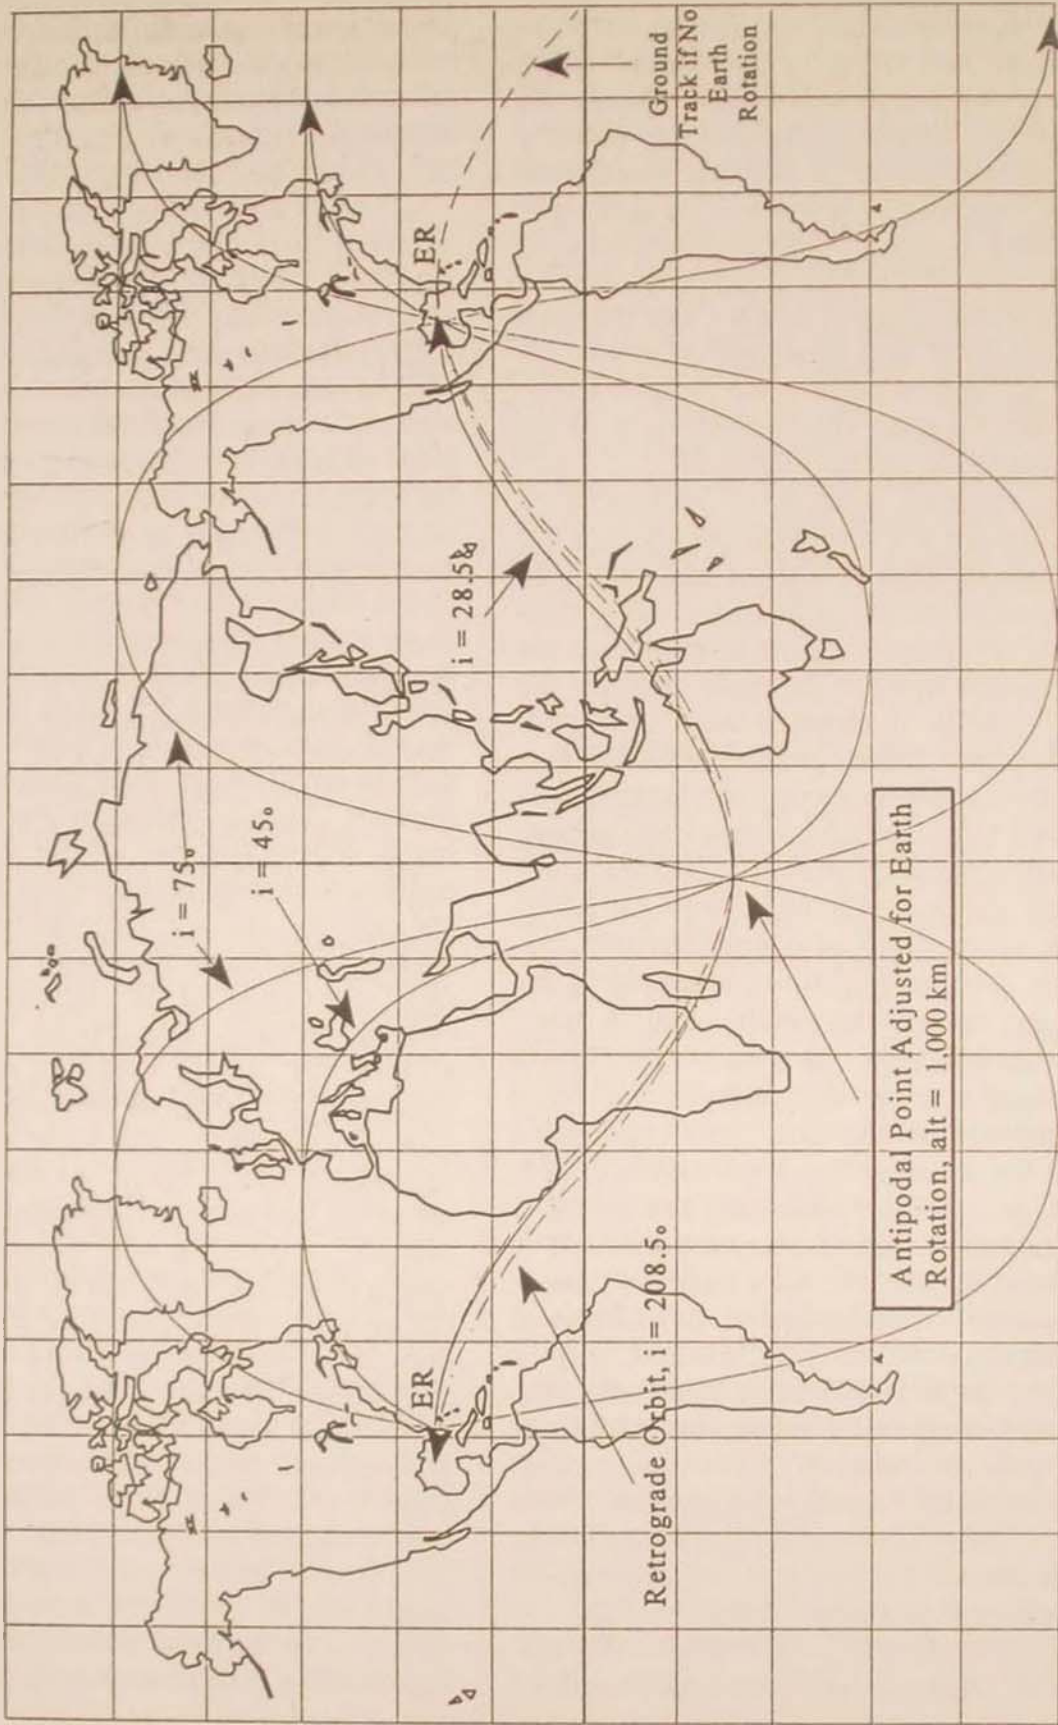 Ground
Track if No
Earth
Rotation
ER
i = 28.5°
i = 75°
i = 45°
ER
Retrograde Orbit, i = 208.5°
Antipodal Point Adjusted for Earth
Rotation, alt = 1,000 km